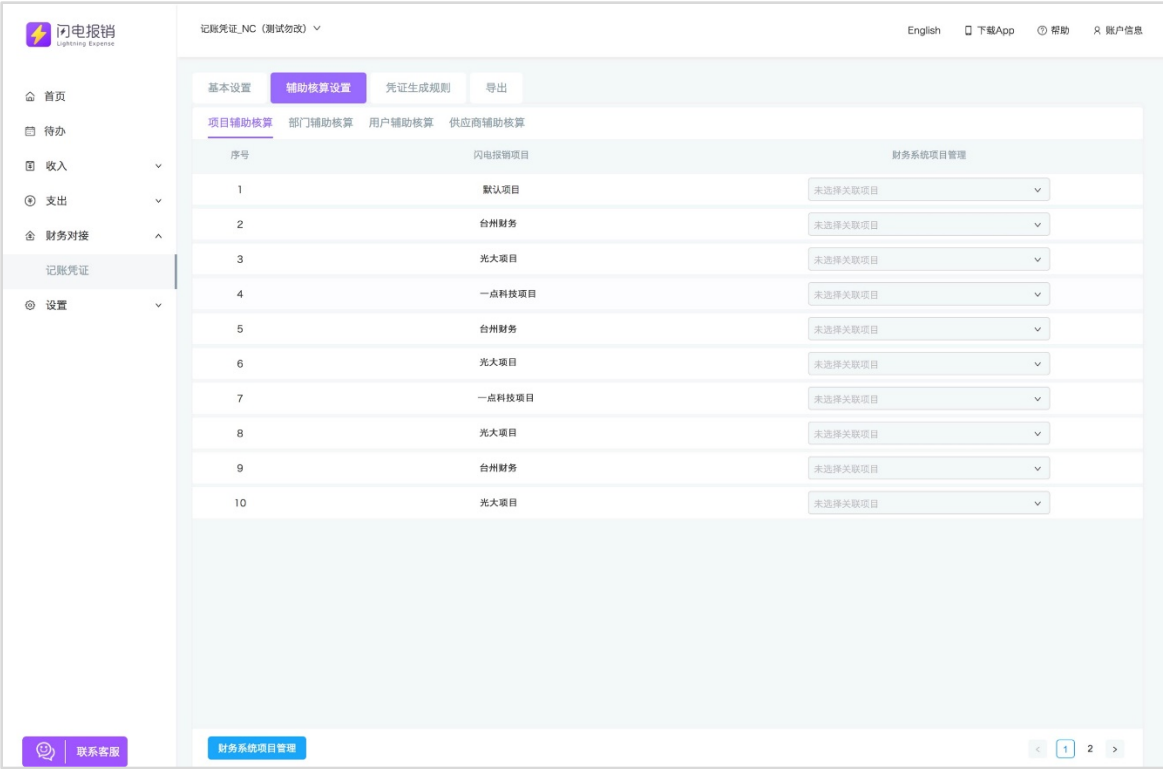 闪电报销
Lightning Expense
记账凭证_NC（测试勿改）
English 下载App 帮助 账户信息
首页
待办
收入
支出
财务对接
记账凭证
设置
基本设置 辅助核算设置 凭证生成规则 导出
项目辅助核算 部门辅助核算 用户辅助核算 供应商辅助核算
序号 闪电报销项目 财务系统项目管理
1 默认项目 未选择关联项目
2 台州财务 未选择关联项目
3 光大项目 未选择关联项目
4 一点科技项目 未选择关联项目
5 台州财务 未选择关联项目
6 光大项目 未选择关联项目
7 一点科技项目 未选择关联项目
8 光大项目 未选择关联项目
9 台州财务 未选择关联项目
10 光大项目 未选择关联项目
联系客服
财务系统项目管理
< 1 2 >